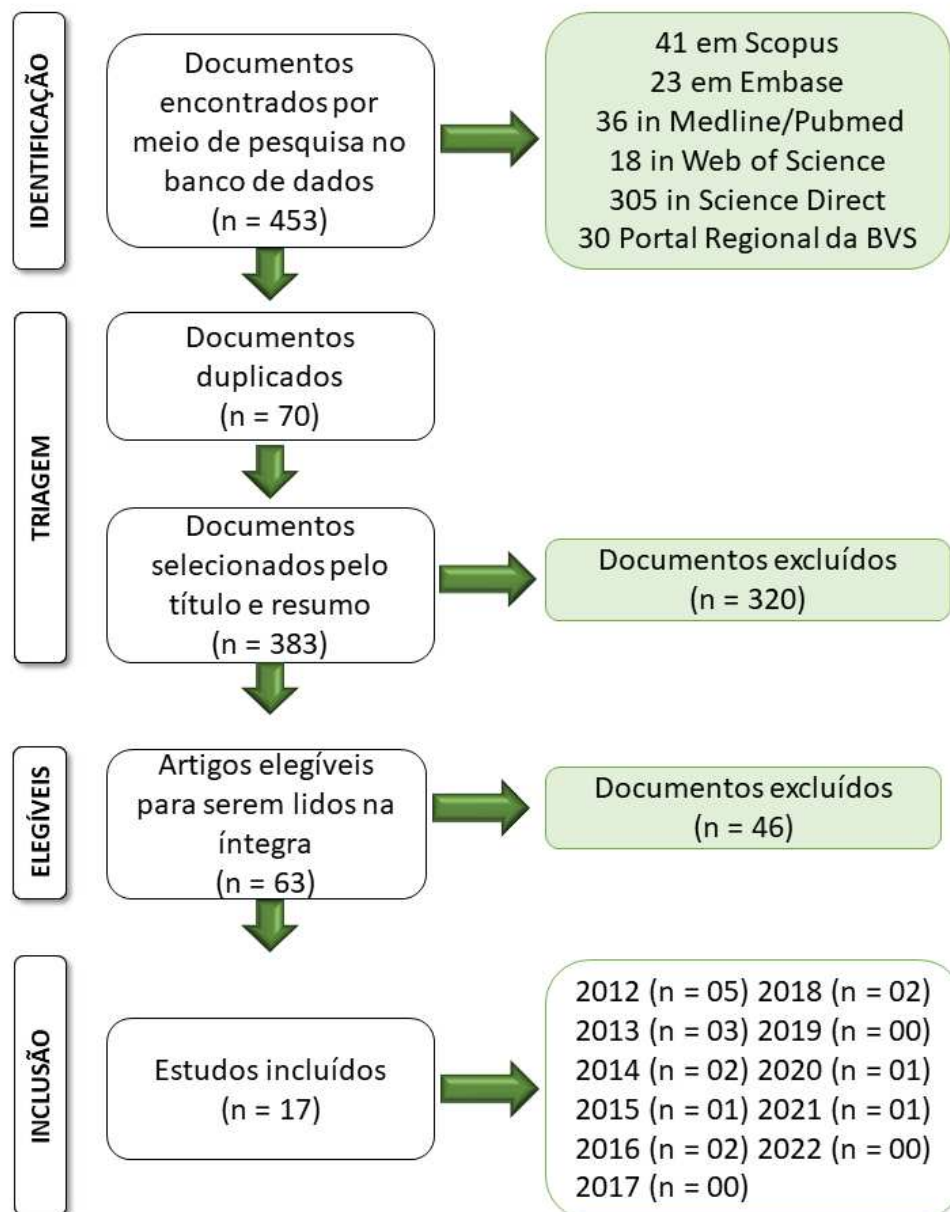 IDENTIFICAÇÃO
Documentos
encontrados por
meio de pesquisa no
banco de dados
(n = 453)
41 em Scopus
23 em Embase
36 in Medline/Pubmed
18 in Web of Science
305 in Science Direct
30 Portal Regional da BVS
TRIAGEM
Documentos
duplicados
(n = 70)
Documentos
selecionados pelo
título e resumo
(n = 383)
Documentos excluídos
(n = 320)
ELEGÍVEIS
Artigos elegíveis
para serem lidos na
íntegra
(n = 63)
Documentos excluídos
(n = 46)
INCLUSÃO
Estudos incluídos
(n = 17)
2012 (n = 05) 2018 (n = 02)
2013 (n = 03) 2019 (n = 00)
2014 (n = 02) 2020 (n = 01)
2015 (n = 01) 2021 (n = 01)
2016 (n = 02) 2022 (n = 00)
2017 (n = 00)